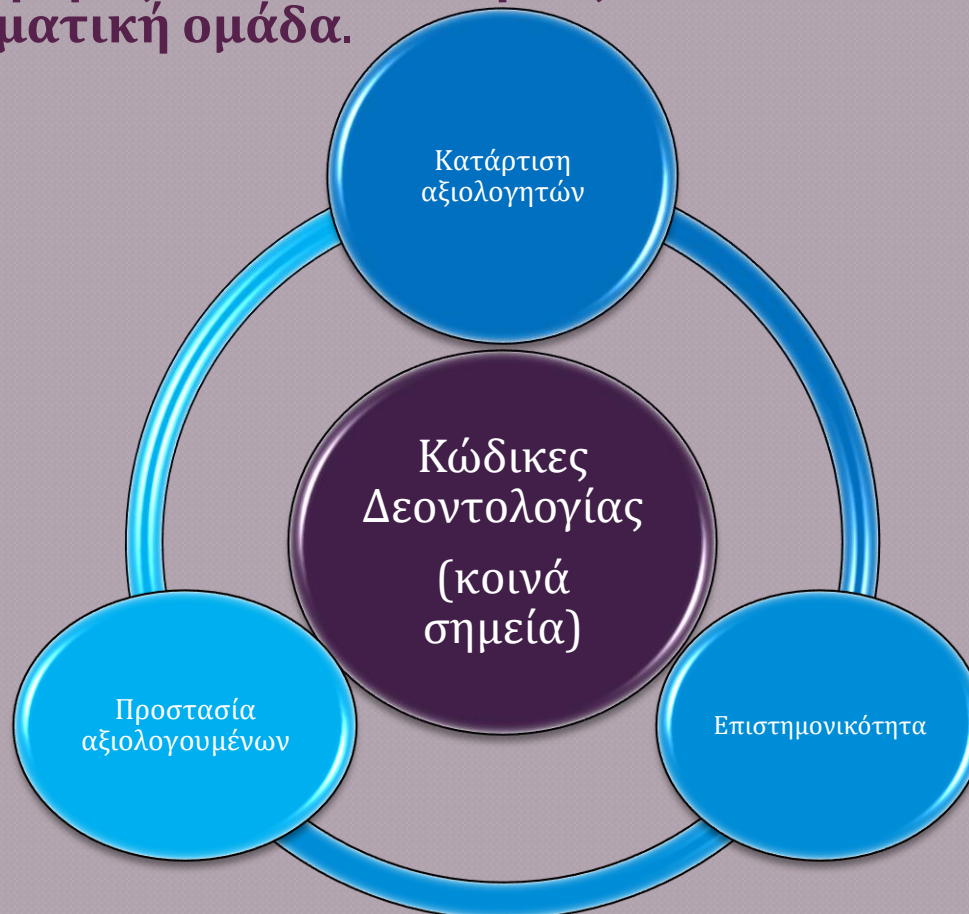 ματική ομάδα.
Κατάρτιση
αξιολογητών
Κώδικες
Δεοντολογίας
(κοινά
σημεία)
Προστασία
αξιολογουμένων
Επιστημονικότητα